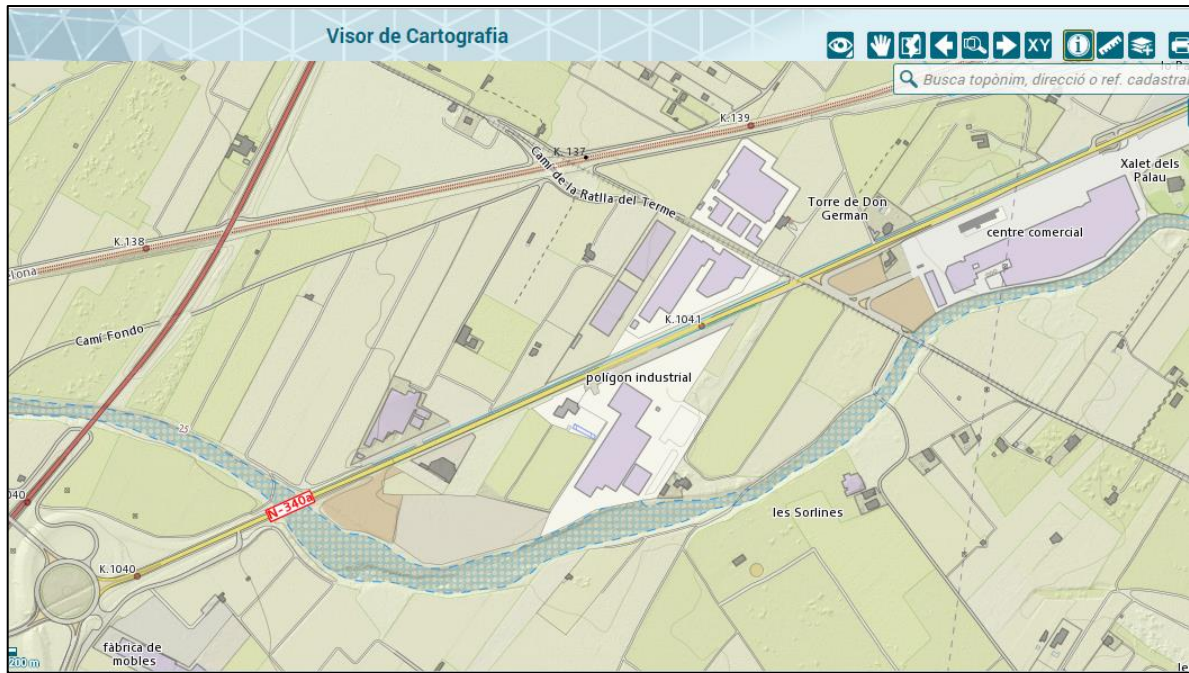 Visor de Cartografia
XY
Busca topònim, direcció o ref. cadastral
K.139
K. 137
Camí de la Ratlla del Terme
Xalet dels
Palau
Torre de Don
German
centre comercial
K.138
K.1041
Camí Fondo
polígon industrial
25
N-340a
les Sorlines
K.1040
fàbrica de
mobles
200 m